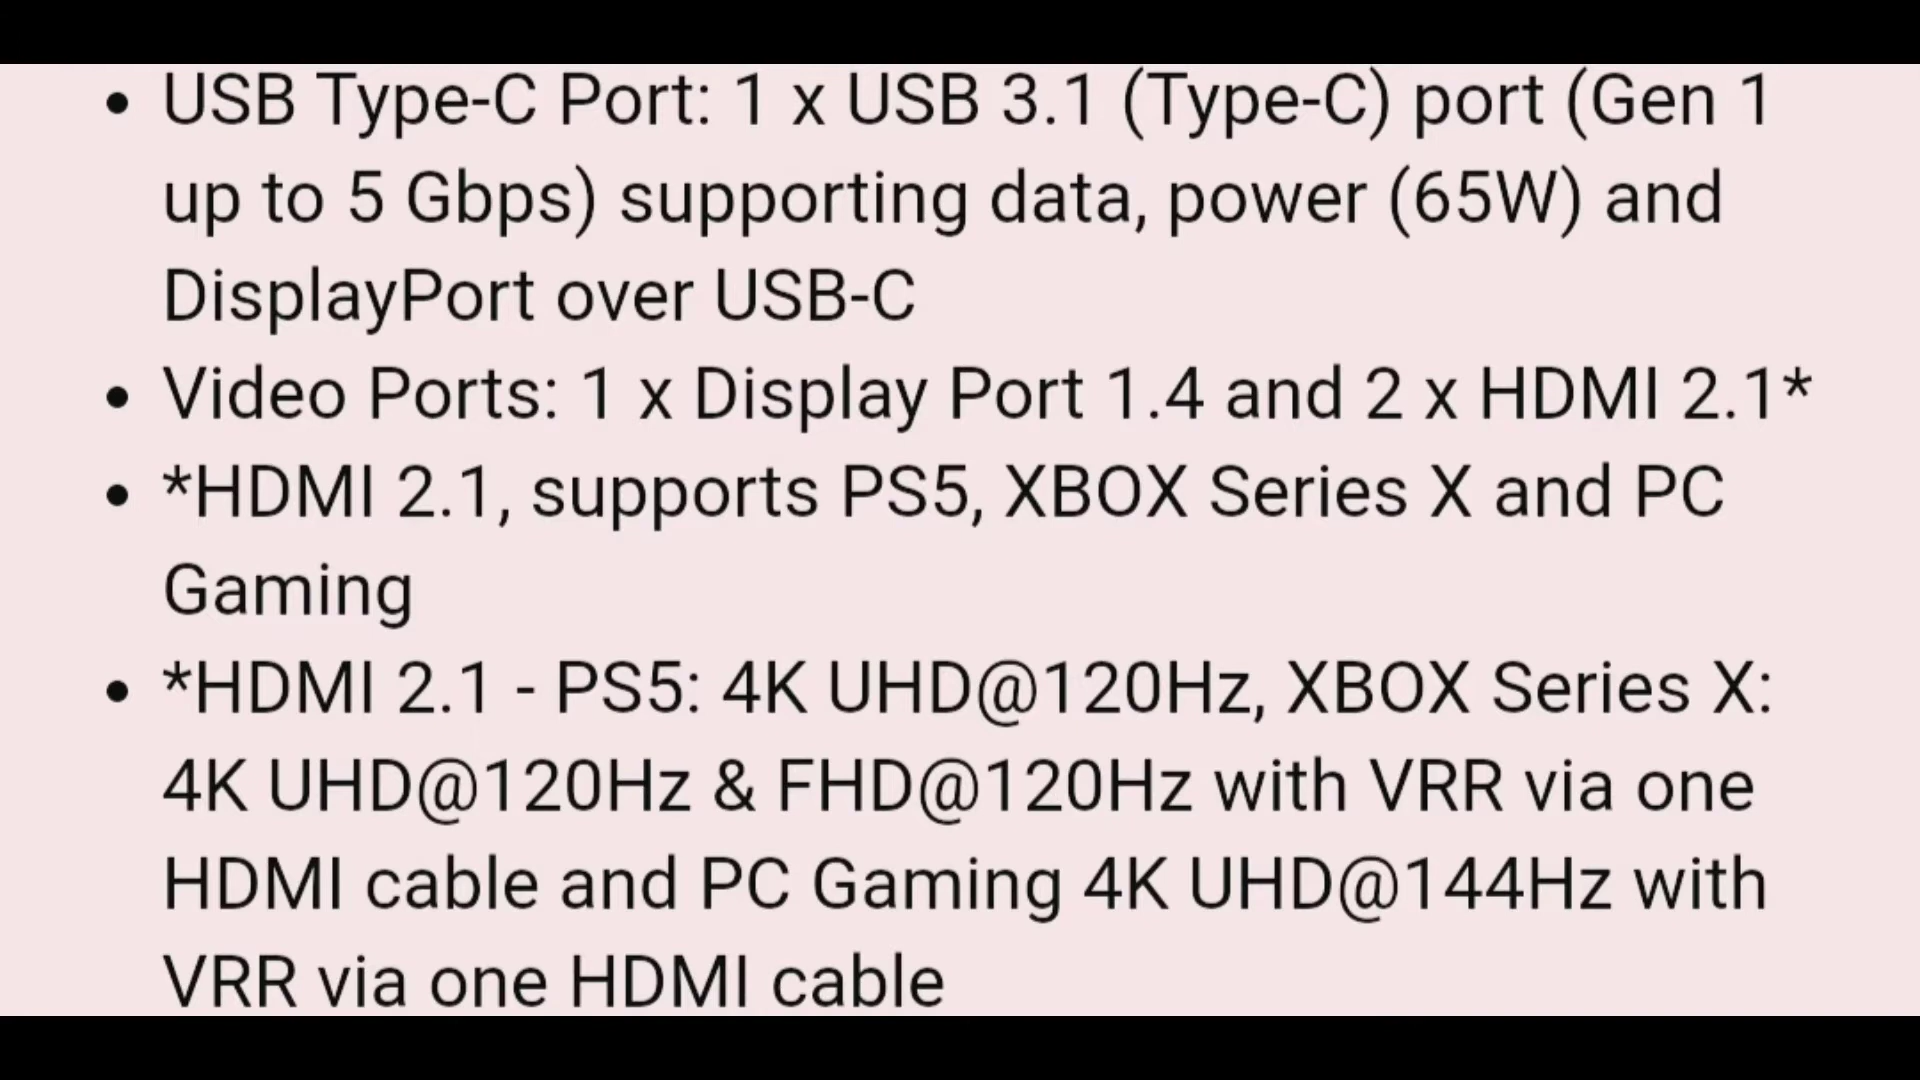 • USB Type-C Port: 1 x USB 3.1 (Type-C) port (Gen 1
up to 5 Gbps) supporting data, power (65W) and
DisplayPort over USB-C
• Video Ports: 1 x Display Port 1.4 and 2 x HDMI 2.1*
• *HDMI 2.1, supports PS5, XBOX Series X and PC
Gaming
• *HDMI 2.1 - PS5: 4K UHD@120Hz, XBOX Series X:
4K UHD@120Hz & FHD@120Hz with VRR via one
HDMI cable and PC Gaming 4K UHD@144Hz with
VRR via one HDMI cable